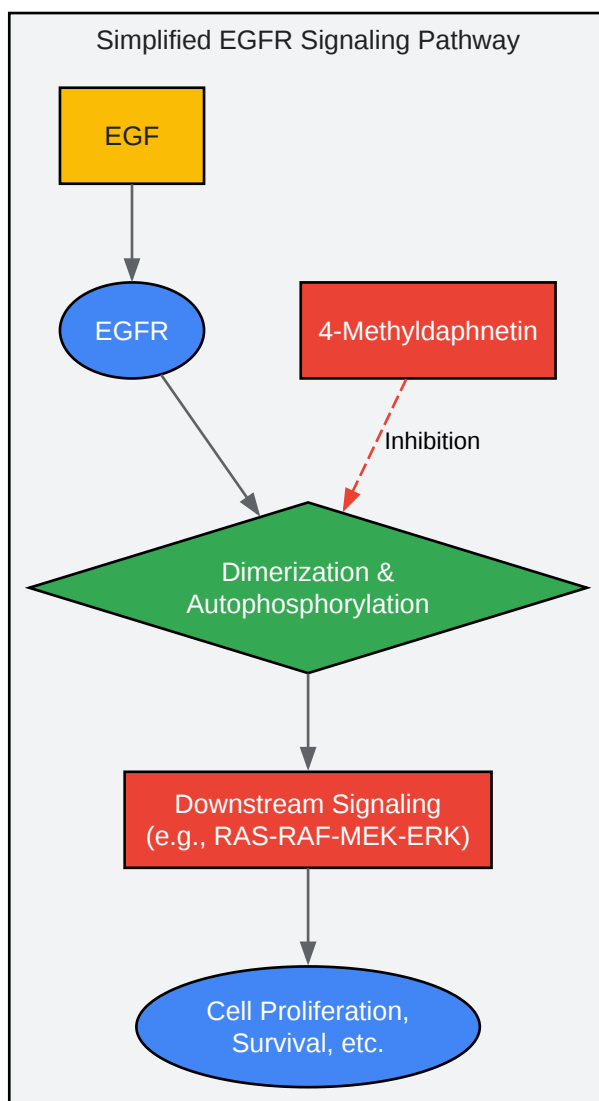 Simplified EGFR Signaling Pathway
EGF
EGFR
4-Methyldaphnetin
Inhibition
Dimerization &
Autophosphorylation
Downstream Signaling
(e.g., RAS-RAF-MEK-ERK)
Cell Proliferation,
Survival, etc.